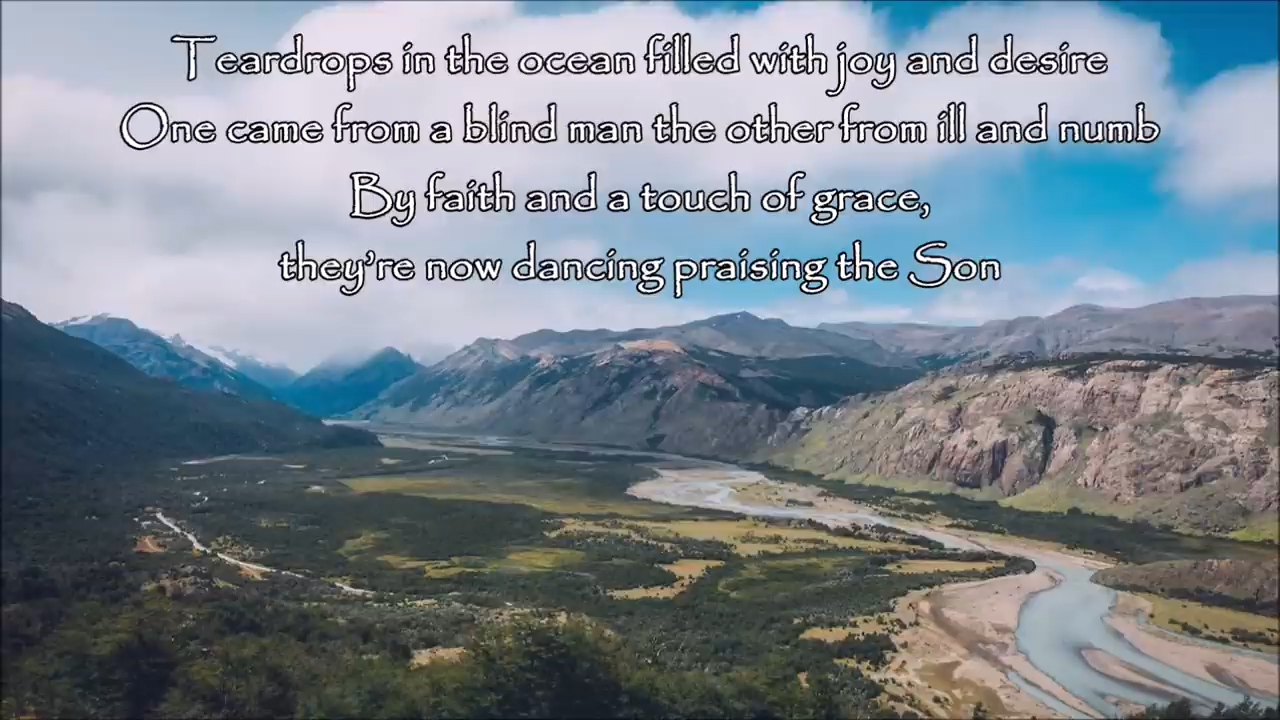 Teardrops in the ocean filled with joy and desire
One came from a blind man the other from ill and numb
By faith and a touch of grace,
they're now dancing praising the Son